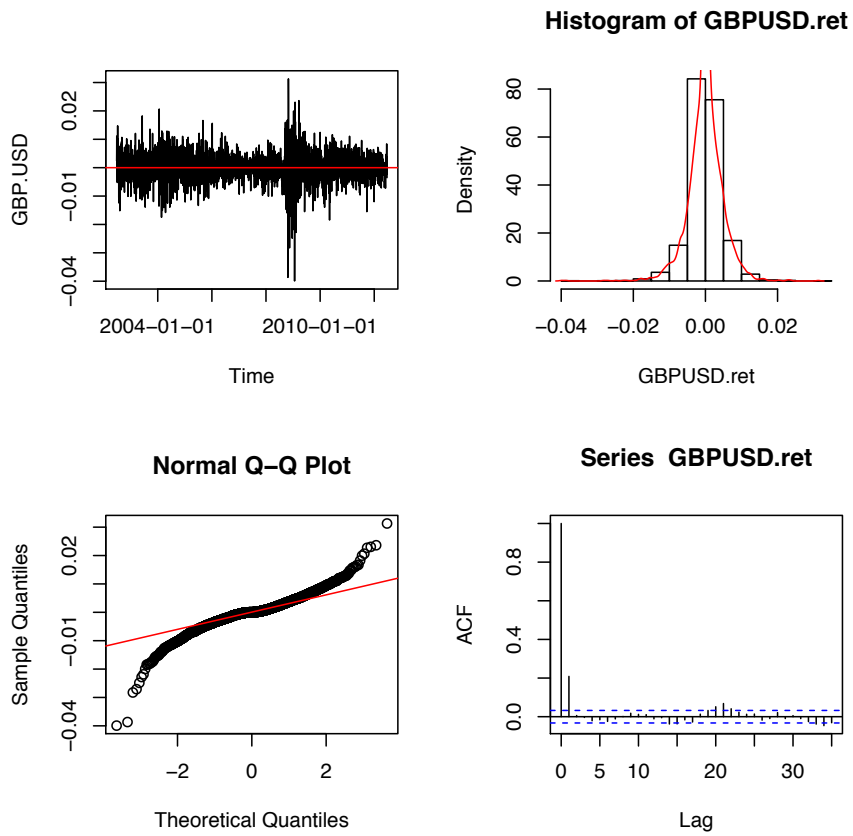 GBP.USD
0.02
-0.01
-0.04
2004-01-01
2010-01-01
Time
Histogram of GBPUSD.ret
Density
80
60
40
20
0
-0.04
-0.02
0.00
0.02
GBPUSD.ret
Normal Q-Q Plot
Sample Quantiles
0.02
-0.01
-0.04
-2
0
2
Theoretical Quantiles
Series GBPUSD.ret
ACF
0.8
0.4
0.0
0
5
10
20
30
Lag